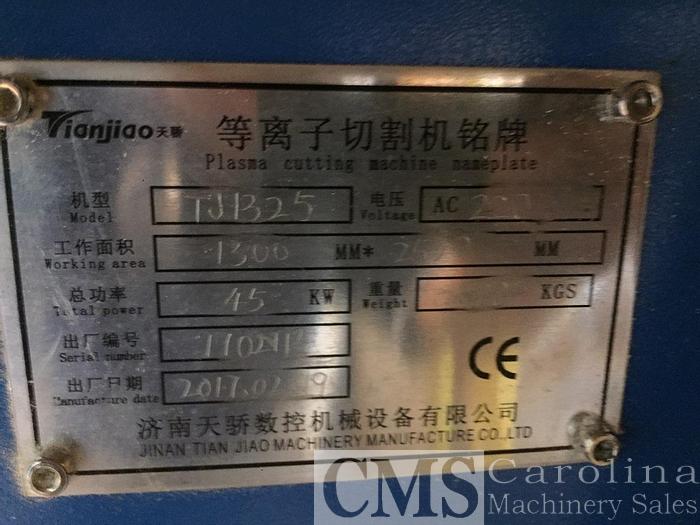 Tianjiao天骄 等离子切割机铭牌
Plasma cutting machine nameplate
机型 TJ1325 电压 AC
Model Voltage
工作面积 1300 MM* MM
Working area
总功率 45 KW 重量 KGS
Total power Weight
出厂编号
Serial number
出厂日期
Manufacture date
CE
济南天骄数控机械设备有限公司
JINAN TIAN JIAO MACHINERY MANUFACTURE CO.,LTD
CMS Carolina
Machinery Sales